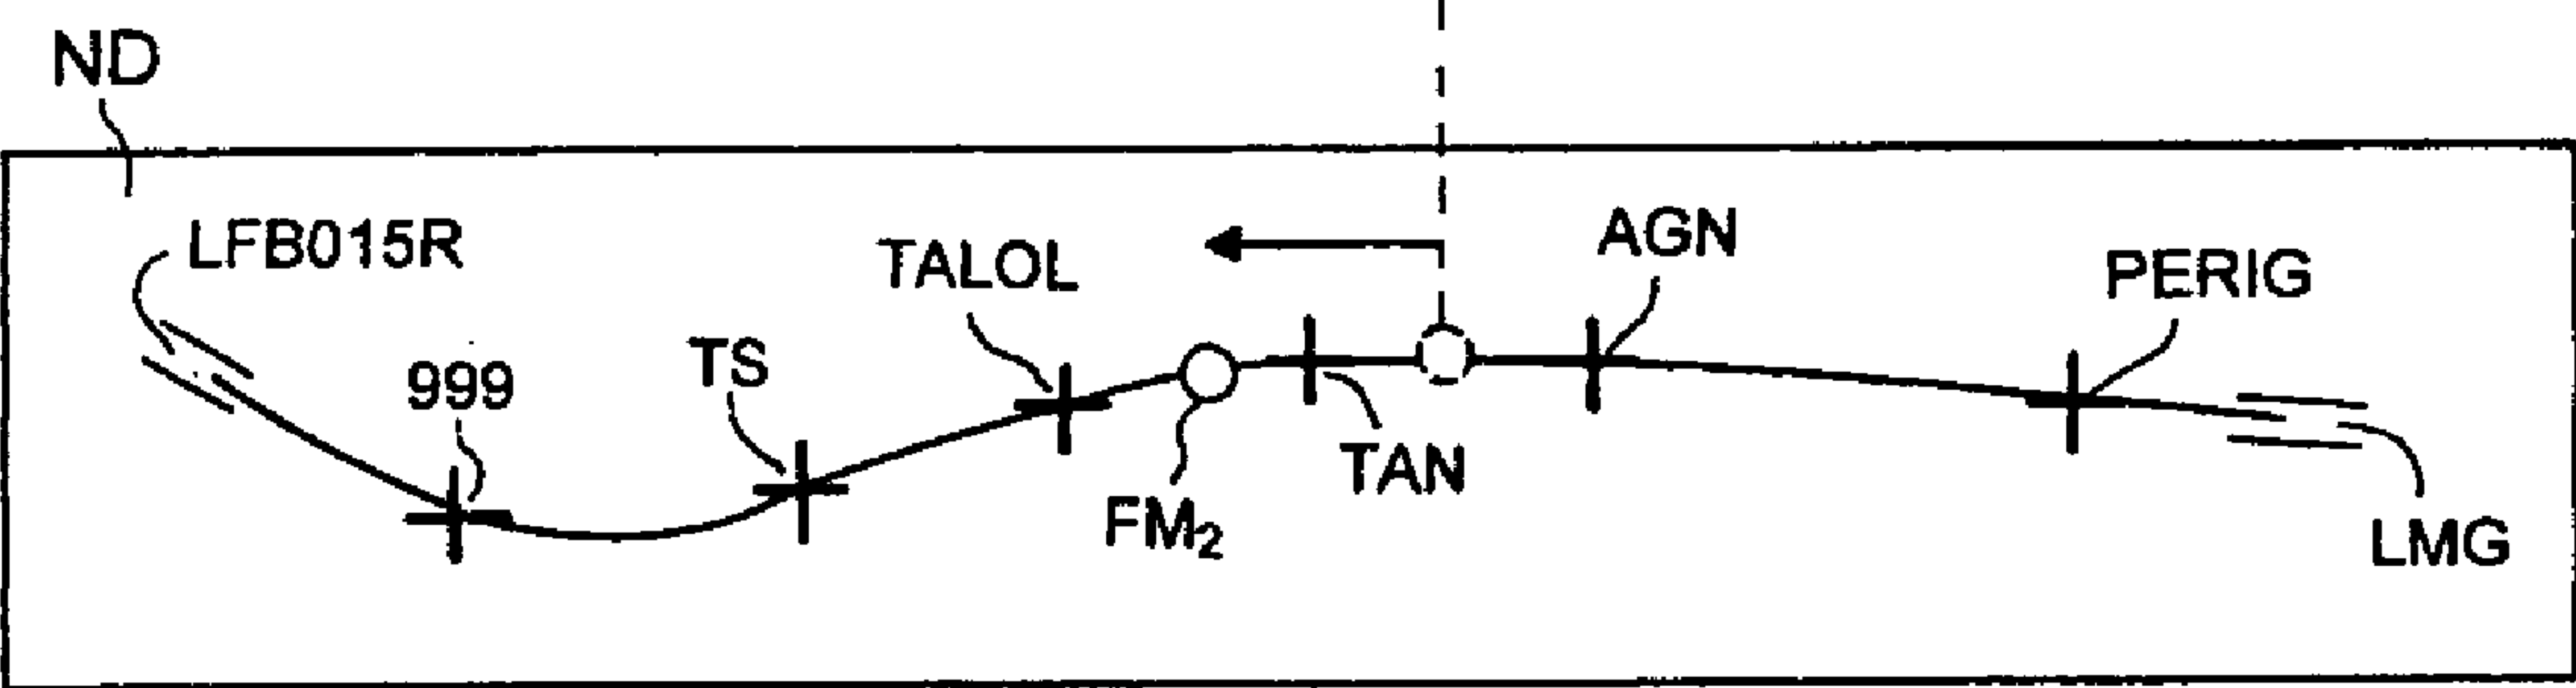 ND
LFB015R
999
TS
TALOL
FM₂
TAN
AGN
PERIG
LMG